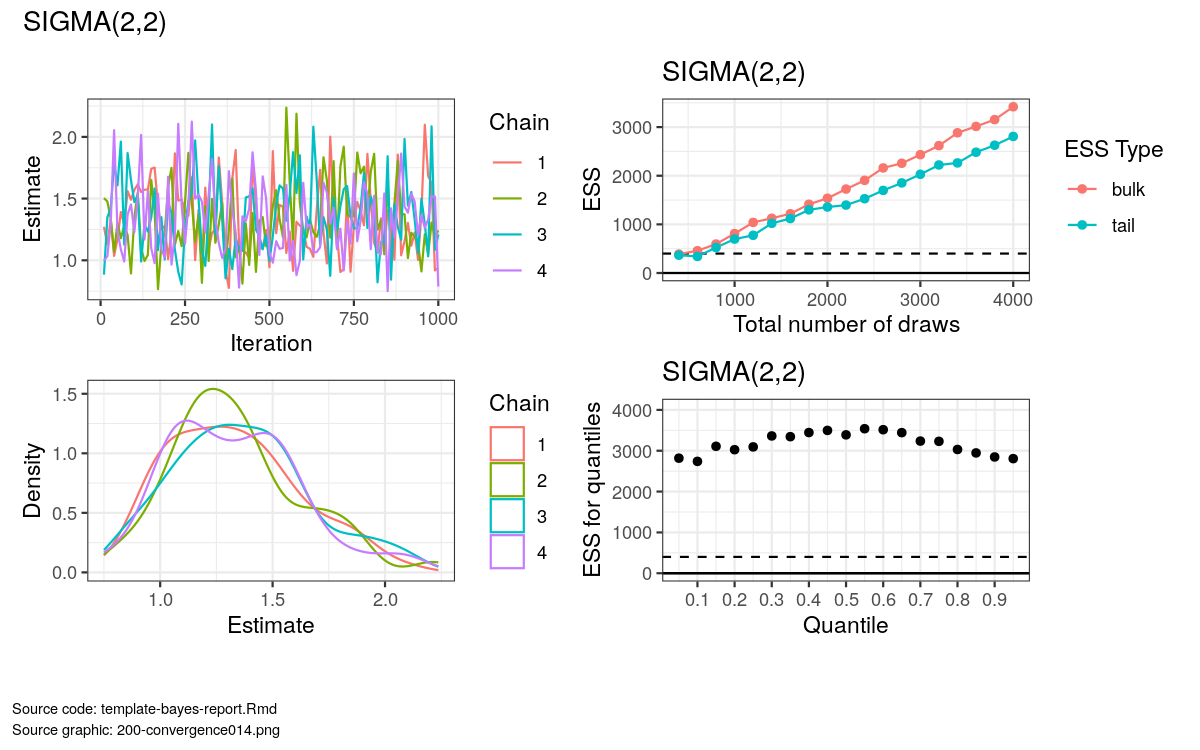 SIGMA(2,2)
2.0
1.5
1.0
Estimate
0 250 500 750 1000
Iteration
Chain
1
2
3
4
SIGMA(2,2)
3000
2000
1000
0
ESS
1000 2000 3000 4000
Total number of draws
ESS Type
bulk
tail
1.5
1.0
0.5
0.0
Density
1.0 1.5 2.0
Estimate
Chain
1
2
3
4
SIGMA(2,2)
4000
3000
2000
1000
0
ESS for quantiles
0.1 0.2 0.3 0.4 0.5 0.6 0.7 0.8 0.9
Quantile
Source code: template-bayes-report.Rmd
Source graphic: 200-convergence014.png